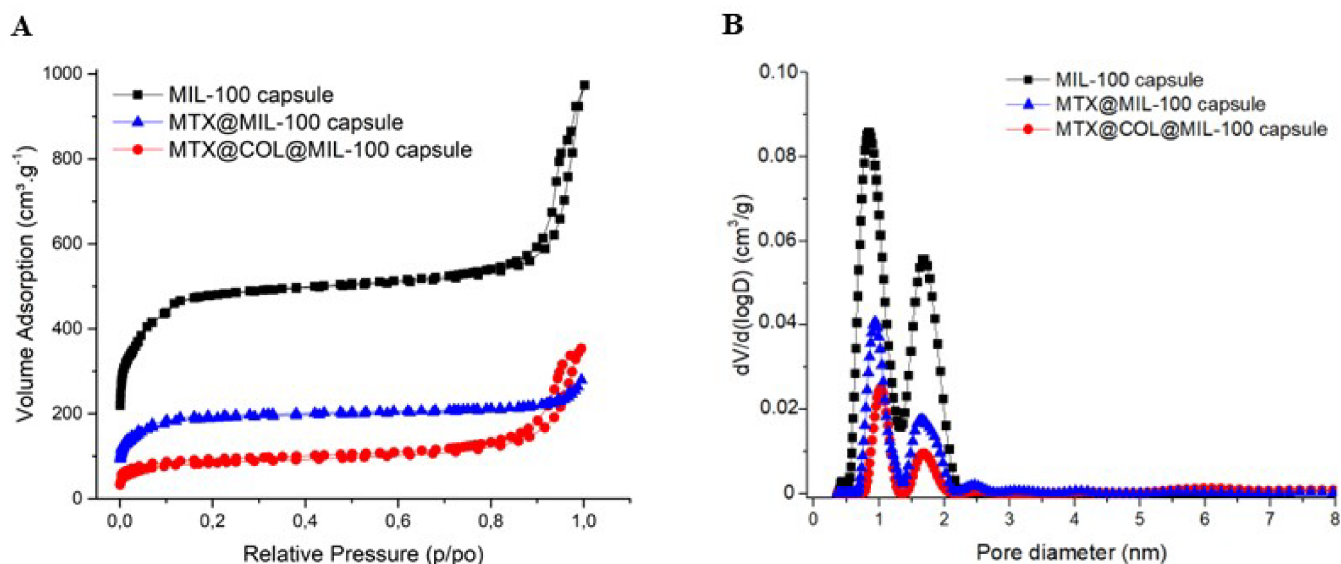 A
Volume Adsorption (cm³.g⁻¹)
1000
800
600
400
200
0
MIL-100 capsule
MTX@MIL-100 capsule
MTX@COL@MIL-100 capsule
0,0 0,2 0,4 0,6 0,8 1,0
Relative Pressure (p/po)
B
dV/d(logD) (cm³/g)
0.10
0.08
0.06
0.04
0.02
0
MIL-100 capsule
MTX@MIL-100 capsule
MTX@COL@MIL-100 capsule
0 1 2 3 4 5 6 7 8
Pore diameter (nm)